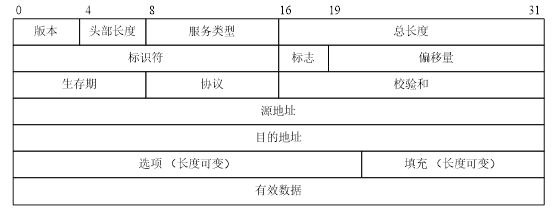 0 4 8 16 19 31
版本 头部长度 服务类型 总长度
标识符 标志 偏移量
生存期 协议 校验和
源地址
目的地址
选项（长度可变） 填充（长度可变）
有效数据